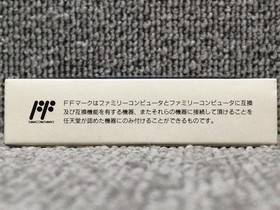 FFマークはファミリーコンピュータとファミリーコンピュータに互換
及び互換機能を有する機器、またそれらの機器に接続して頂けることを
任天堂が認めた機器にのみ付けることができるものです。